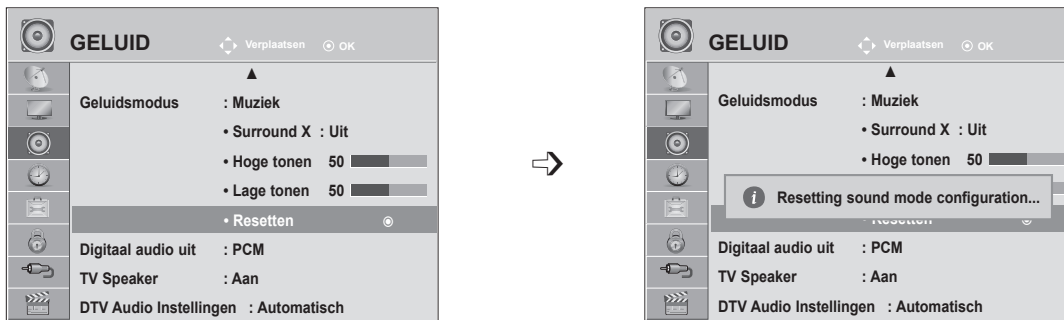 GELUID Verplaatsen OK
▲
Geluidsmodus : Muziek
• Surround X : Uit
• Hoge tonen 50
• Lage tonen 50
• Resetten
Digitaal audio uit : PCM
TV Speaker : Aan
DTV Audio Instellingen : Automatisch
GELUID Verplaatsen OK
▲
Geluidsmodus : Muziek
• Surround X : Uit
• Hoge tonen 50
i Resetting sound mode configuration...
• Resetten
Digitaal audio uit : PCM
TV Speaker : Aan
DTV Audio Instellingen : Automatisch